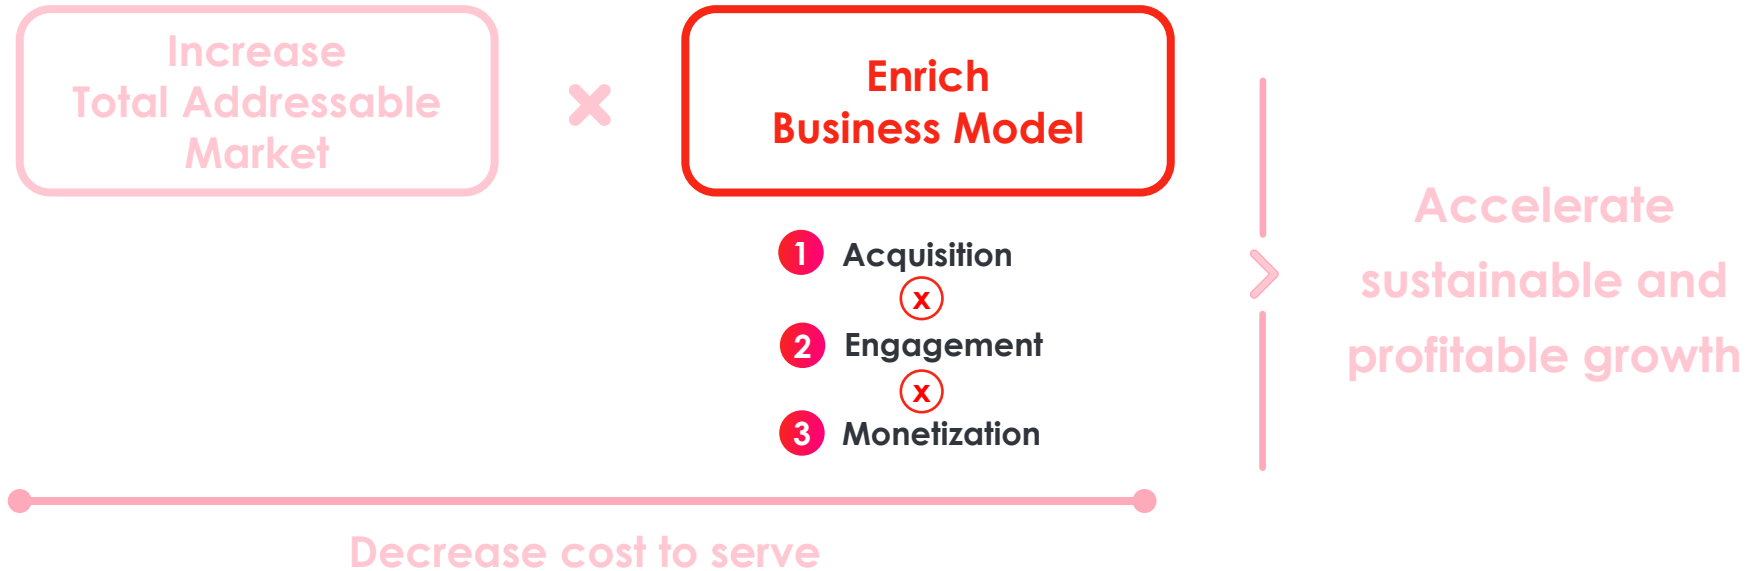 Increase
Total Addressable
Market
x
Enrich
Business Model
1 Acquisition
x
2 Engagement
x
3 Monetization
Accelerate
sustainable and
profitable growth
Decrease cost to serve